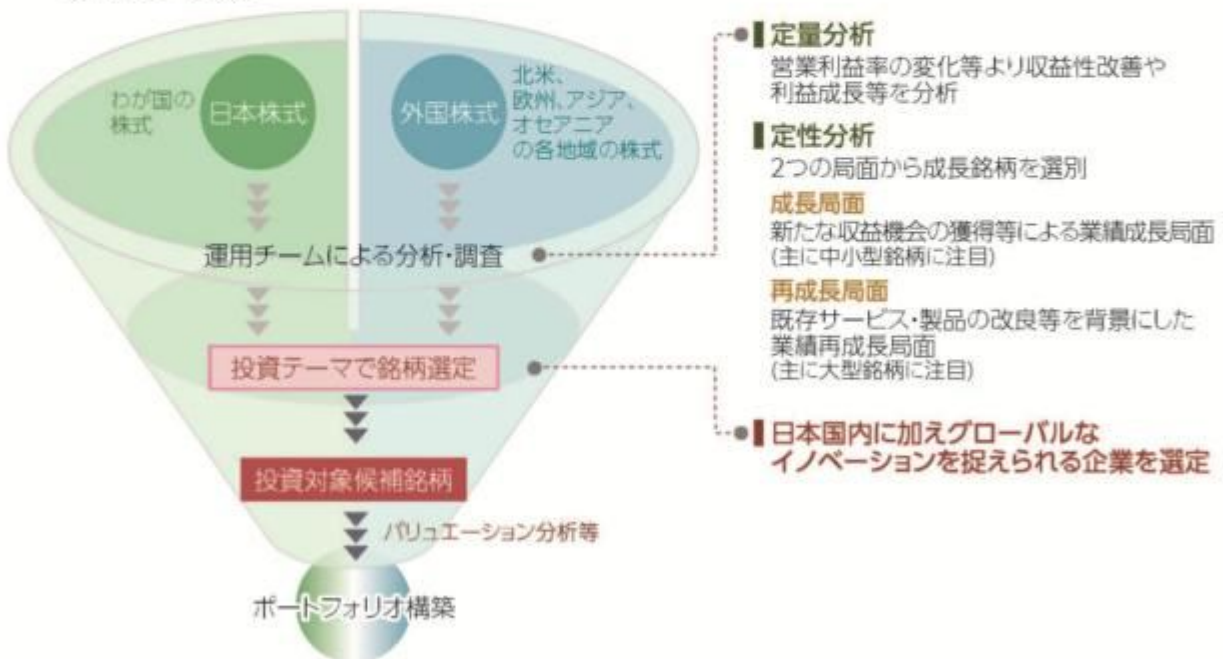 わが国の
株式
日本株式
外国株式
北米、
欧州、アジア、
オセアニア
の各地域の株式
運用チームによる分析・調査
投資テーマで銘柄選定
投資対象候補銘柄
バリュエーション分析等
ポートフォリオ構築
定量分析
営業利益率の変化等より収益性改善や
利益成長等を分析
定性分析
2つの局面から成長銘柄を選別
成長局面
新たな収益機会の獲得等による業績成長局面
(主に中小型銘柄に注目)
再成長局面
既存サービス・製品の改良等を背景にした
業績再成長局面
(主に大型銘柄に注目)
日本国内に加えグローバルな
イノベーションを捉えられる企業を選定